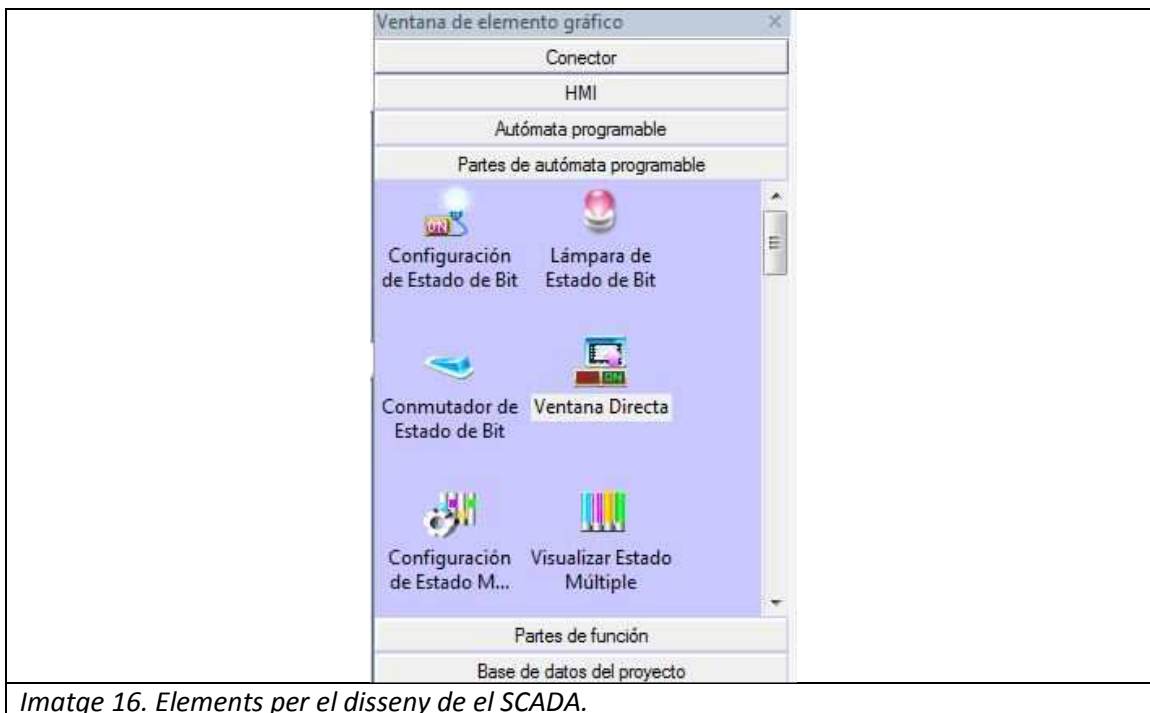 Ventana de elemento gráfico
Conector
HMI
Autómata programable
Partes de autómata programable
ON
Configuración
de Estado de Bit
Lámpara de
Estado de Bit
Conmutador de
Estado de Bit
ON
Ventana Directa
Configuración
de Estado M...
Visualizar Estado
Múltiple
Partes de función
Base de datos del proyecto
Imatge 16. Elements per el disseny de el SCADA.